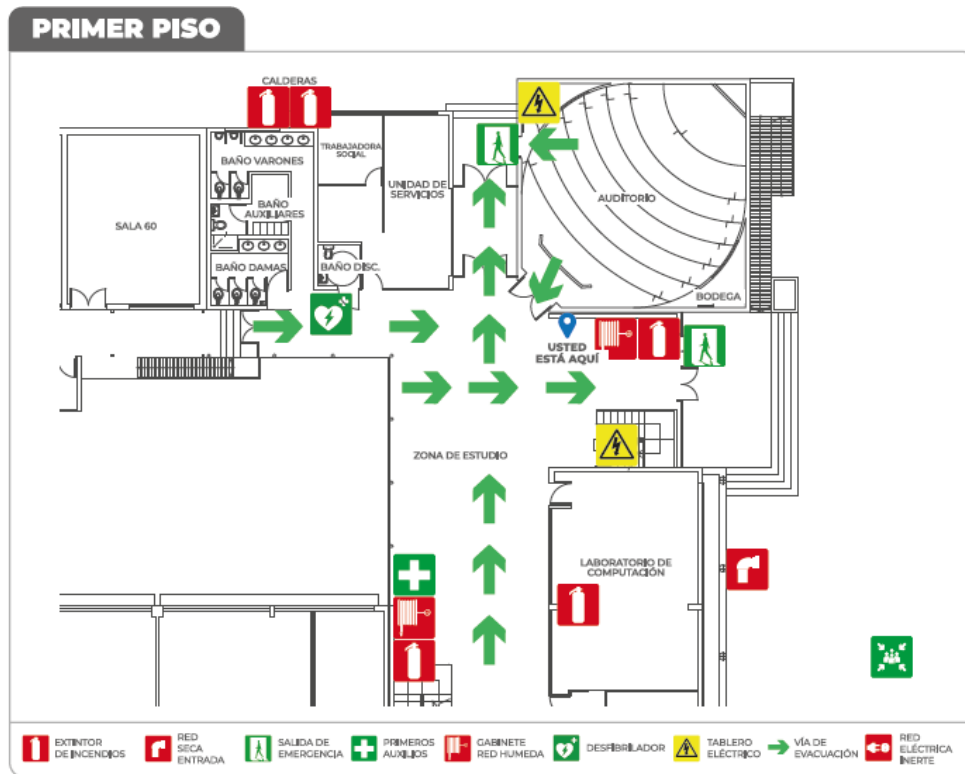 PRIMER PISO
CALDERAS
TRABAJADORA
SOCIAL
BAÑO VARONES
UNIDAD DE
SERVICIOS
AUDITORIO
BAÑO
AUXILIARES
SALA 60
BAÑO DAMAS
BAÑO DISC.
BODEGA
USTED
ESTÁ AQUÍ
ZONA DE ESTUDIO
LABORATORIO DE
COMPUTACIÓN
EXTINTOR
DE INCENDIOS
RED
SECA
ENTRADA
SALIDA DE
EMERGENCIA
PRIMEROS
AUXILIOS
GABINETE
RED HUMEDA
DESFIBRILADOR
TABLERO
ELÉCTRICO
VÍA DE
EVACUACIÓN
RED
ELÉCTRICA
INERTE